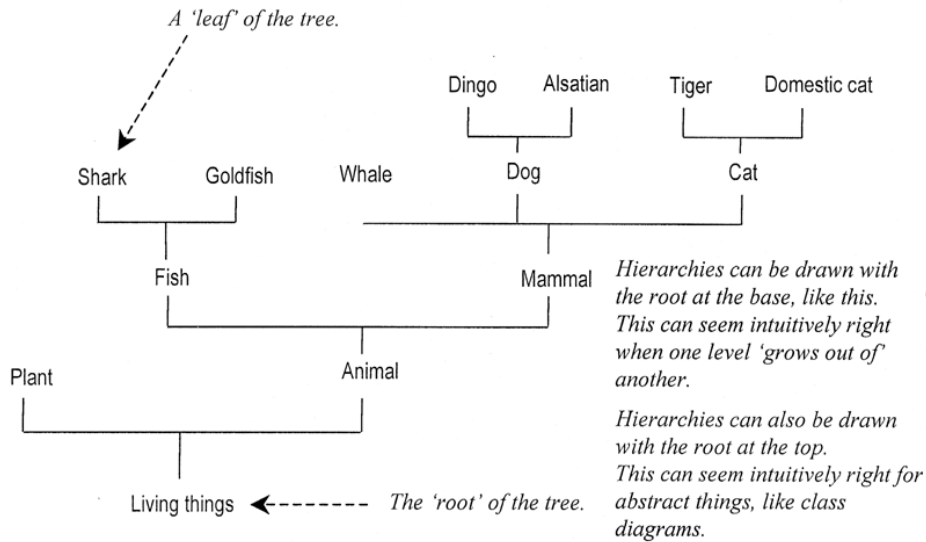 A ‘leaf’ of the tree.
Dingo Alsatian Tiger Domestic cat
Shark Goldfish Whale Dog Cat
Fish Mammal
Hierarchies can be drawn with
the root at the base, like this.
This can seem intuitively right
when one level ‘grows out of’
another.
Plant Animal
Hierarchies can also be drawn
with the root at the top.
This can seem intuitively right for
abstract things, like class
diagrams.
Living things The ‘root’ of the tree.